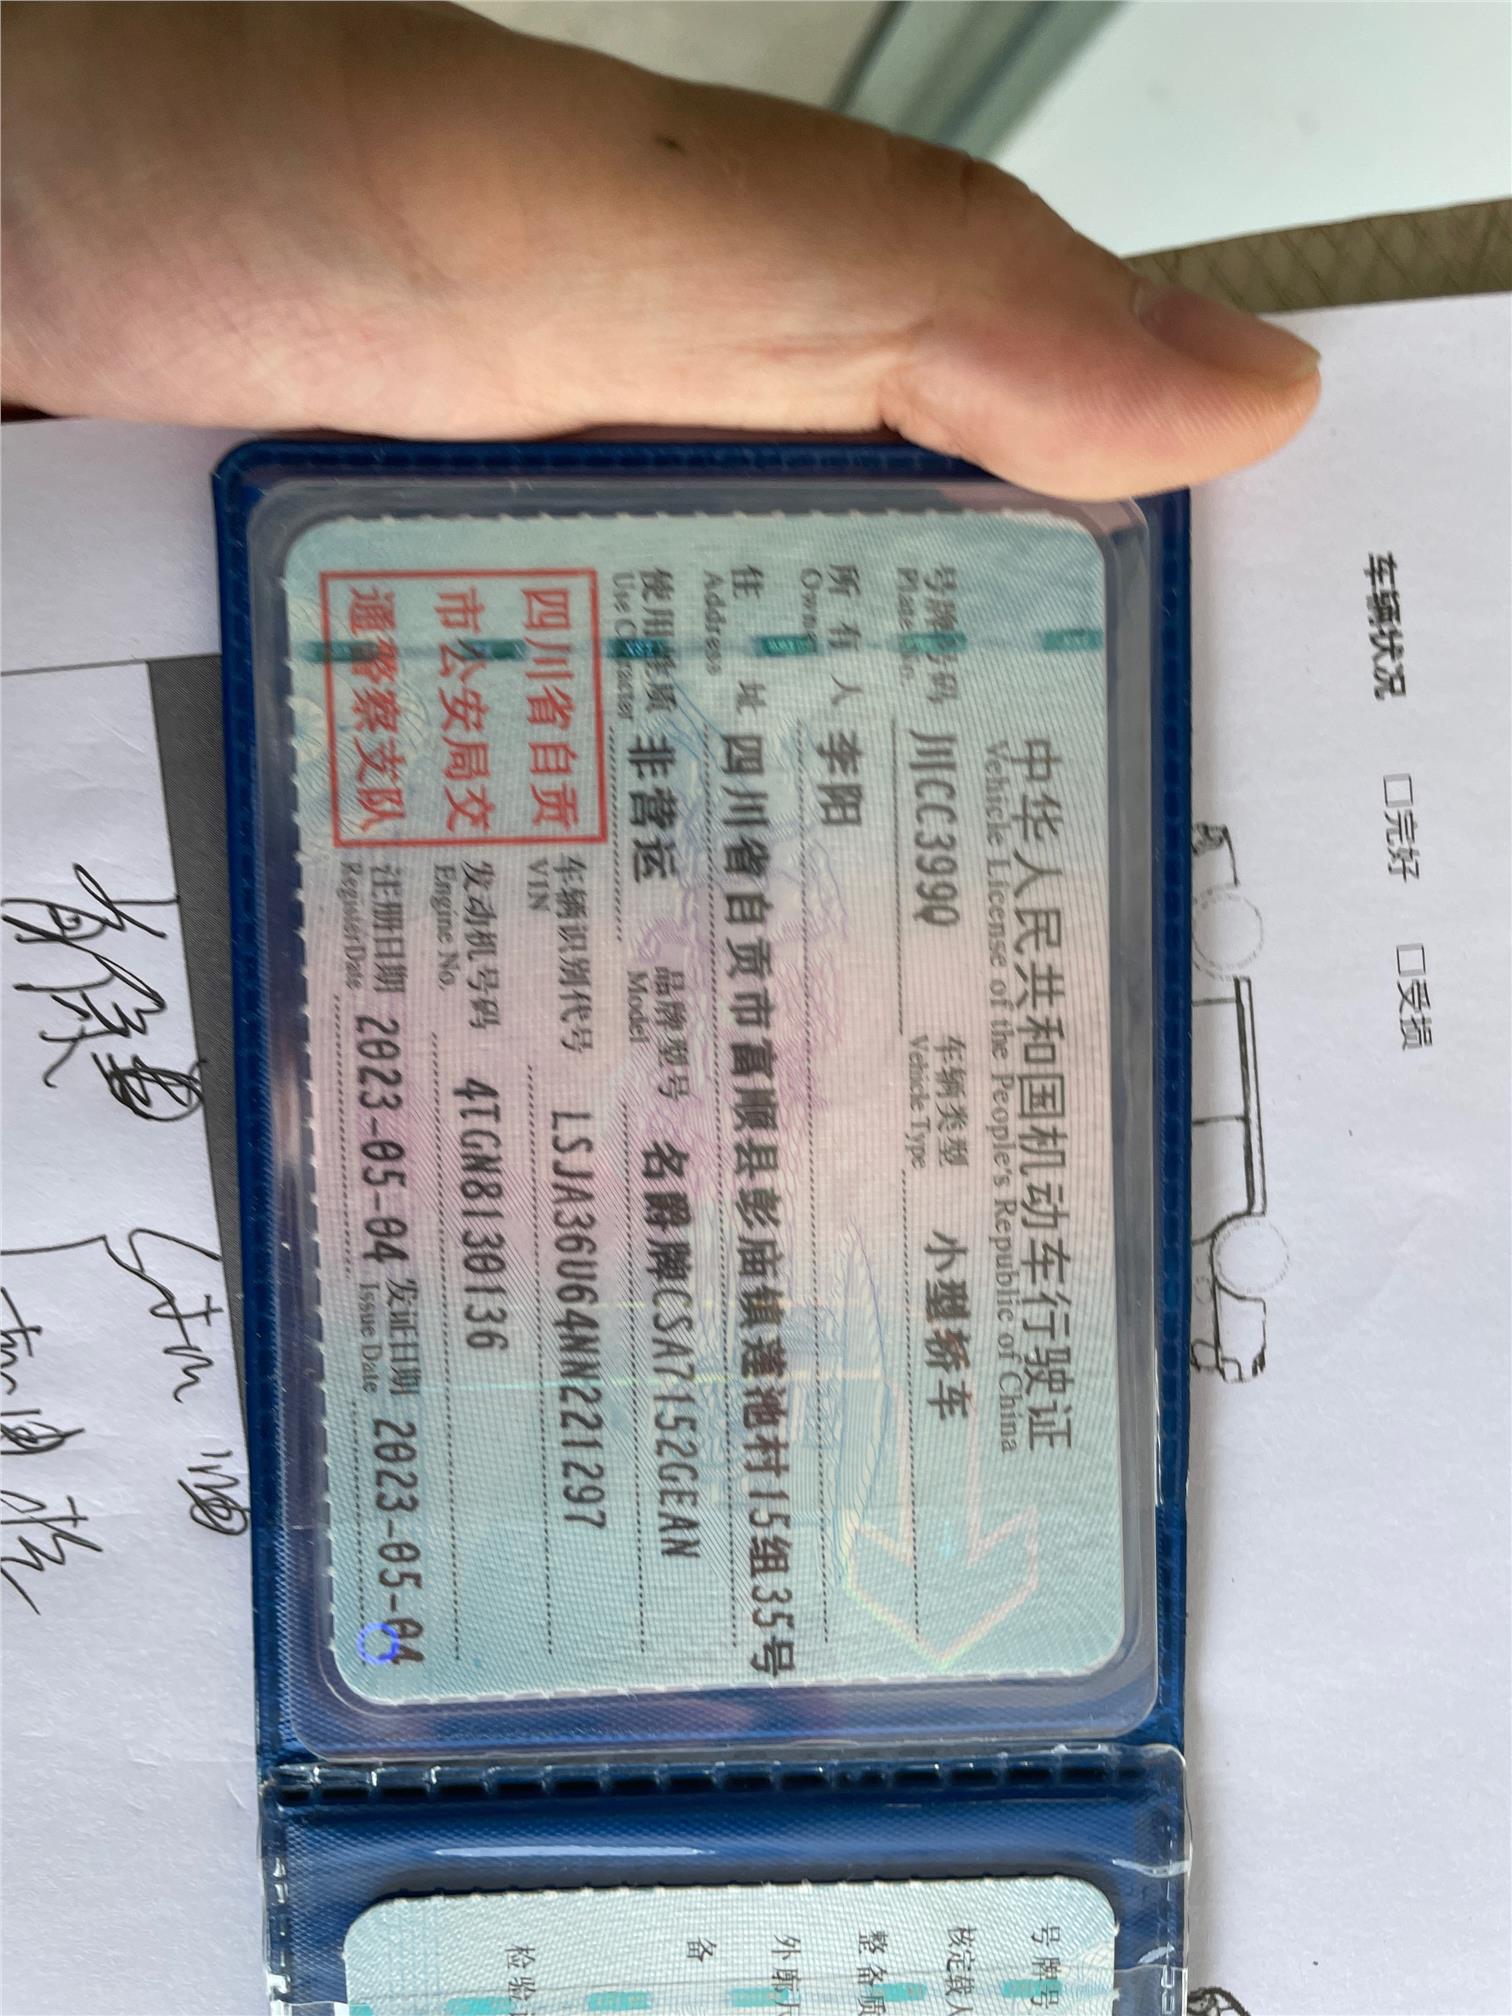 中华人民共和国机动车行驶证
Vehicle License of the People's Republic of China
号牌号码 川CC399Q 车辆类型 小型轿车
Plate No. Vehicle Type
所有人 李阳
Owner
住址 四川省自贡市富顺县彭庙镇莲池村15组35号
Address
使用性质 非营运 品牌型号 名爵牌CSA7152GEAN
Use Character Model
车辆识别代号 LSJA36U64NN221297
VIN
发动机号码 4TGN8130136
Engine No.
注册日期 2023-05-04 发证日期 2023-05-04
Register Date Issue Date
四川省自贡
市公安局交
通警察支队
车辆状况 □完好 □受损
号牌号
核定载人
整备质
外廓
备
检验